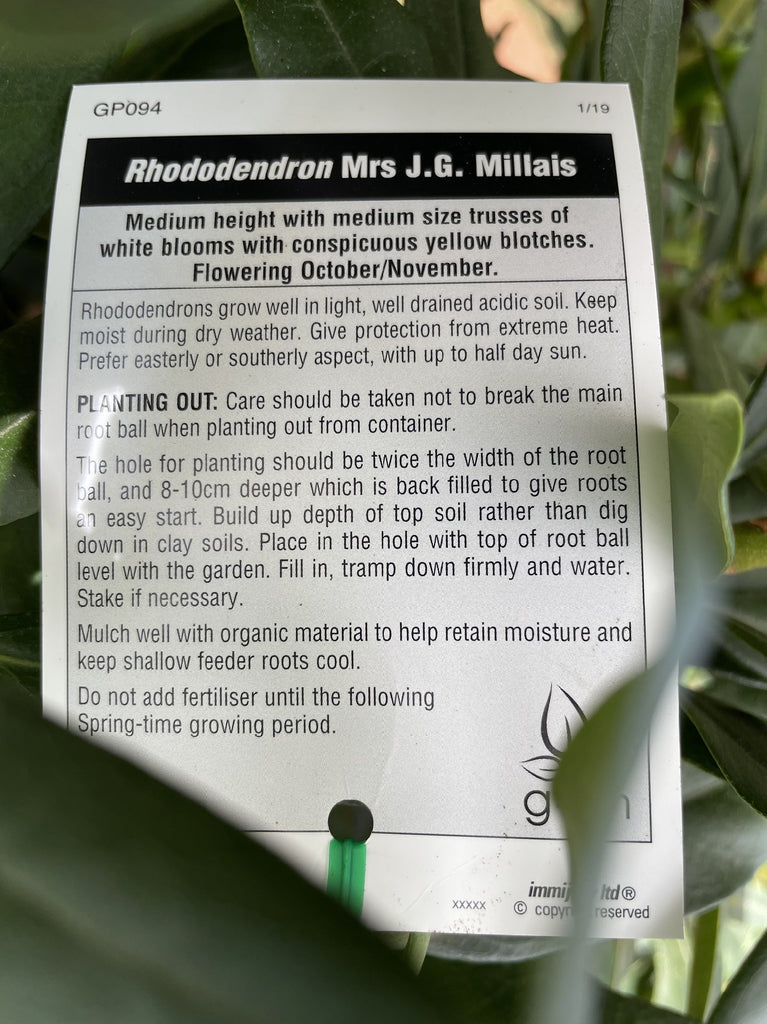 GP094 1/19
Rhododendron Mrs J.G. Millais
Medium height with medium size trusses of
white blooms with conspicuous yellow blotches.
Flowering October/November.
Rhododendrons grow well in light, well drained acidic soil. Keep
moist during dry weather. Give protection from extreme heat.
Prefer easterly or southerly aspect, with up to half day sun.
PLANTING OUT: Care should be taken not to break the main
root ball when planting out from container.
The hole for planting should be twice the width of the root
ball, and 8-10cm deeper which is back filled to give roots
an easy start. Build up depth of top soil rather than dig
down in clay soils. Place in the hole with top of root ball
level with the garden. Fill in, tramp down firmly and water.
Stake if necessary.
Mulch well with organic material to help retain moisture and
keep shallow feeder roots cool.
Do not add fertiliser until the following
Spring-time growing period.
ltd®
xxxxx © reserved